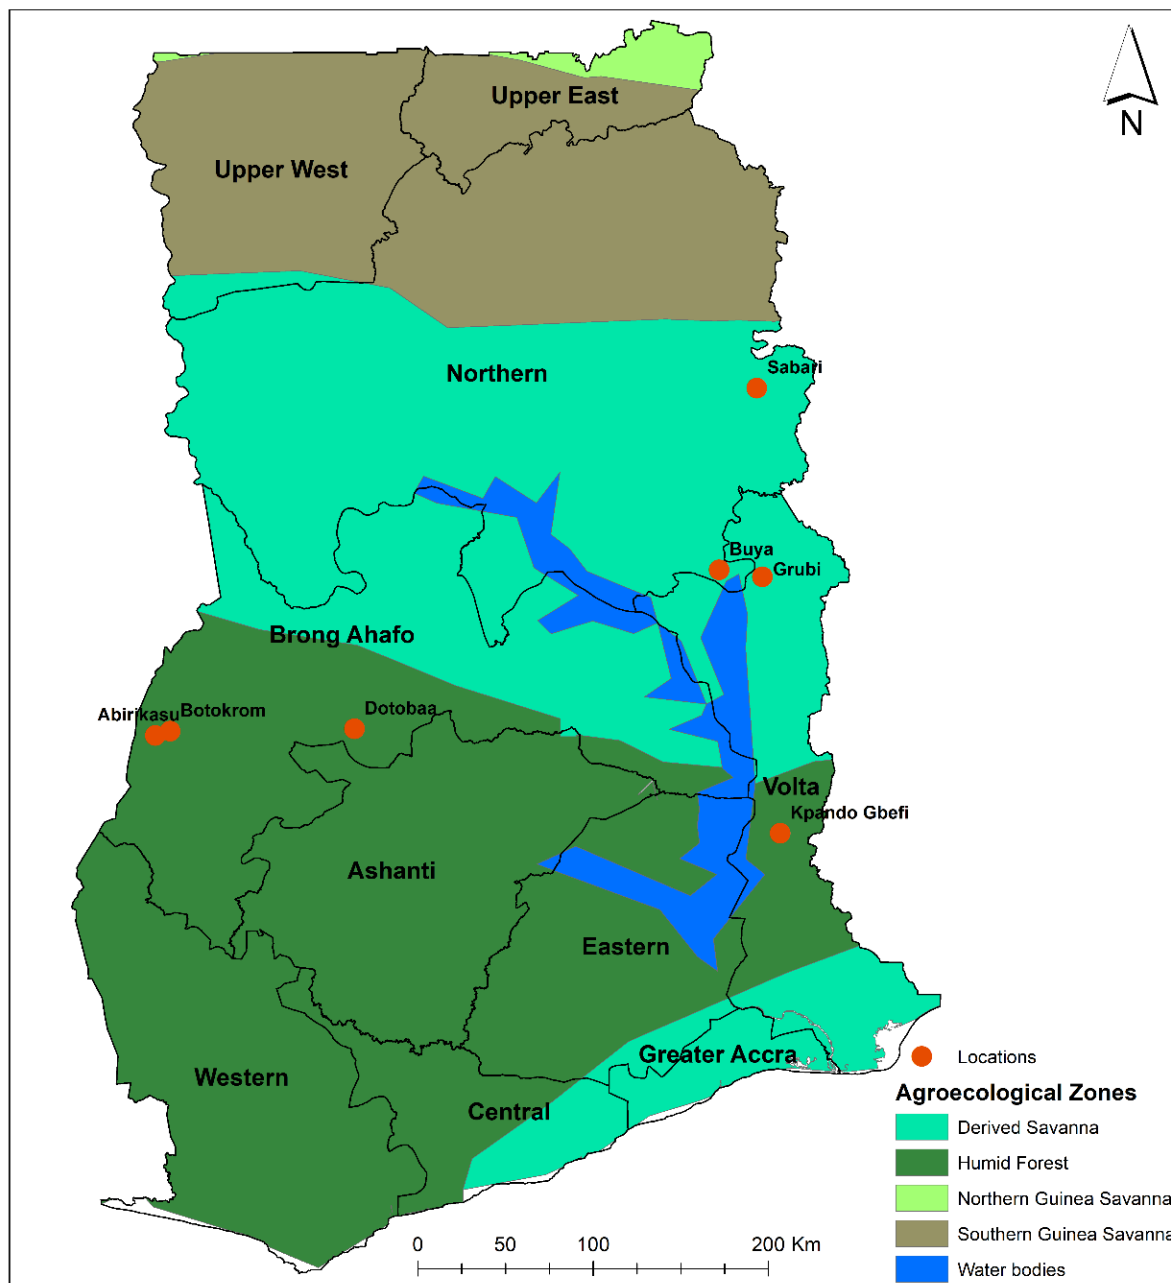 N
Upper East
Upper West
Northern
Sabari
Buya
Grubi
Brong Ahafo
Abirikasu
Botokrom
Dotobaa
Volta
Kpando Gbefi
Ashanti
Eastern
Greater Accra
Western
Central
Locations
Agroecological Zones
Derived Savanna
Humid Forest
Northern Guinea Savanna
Southern Guinea Savanna
Water bodies
0 50 100 200 Km